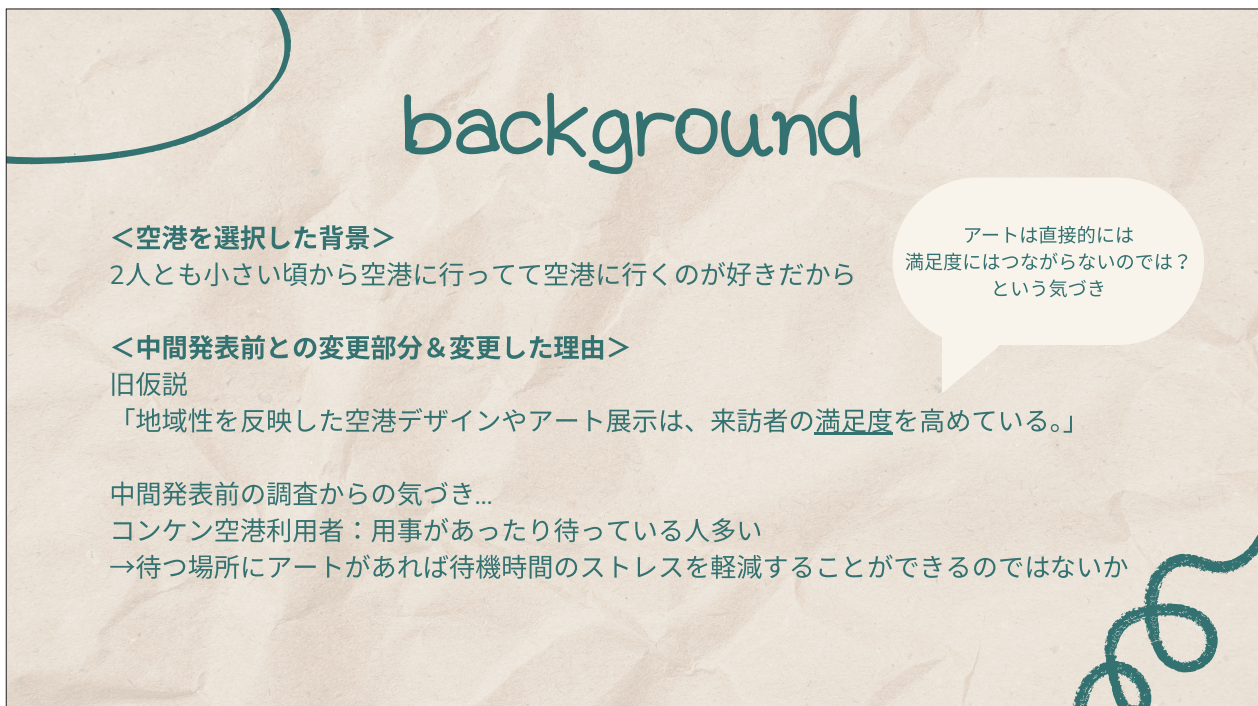 background
＜空港を選択した背景＞
2人とも小さい頃から空港に行ってて空港に行くのが好きだから
アートは直接的には
満足度にはつながらないのでは？
という気づき
＜中間発表前との変更部分＆変更した理由＞
旧仮説
「地域性を反映した空港デザインやアート展示は、来訪者の満足度を高めている。」
中間発表前の調査からの気づき...
コンケン空港利用者：用事があったり待っている人多い
→待つ場所にアートがあれば待機時間のストレスを軽減することができるのではないか